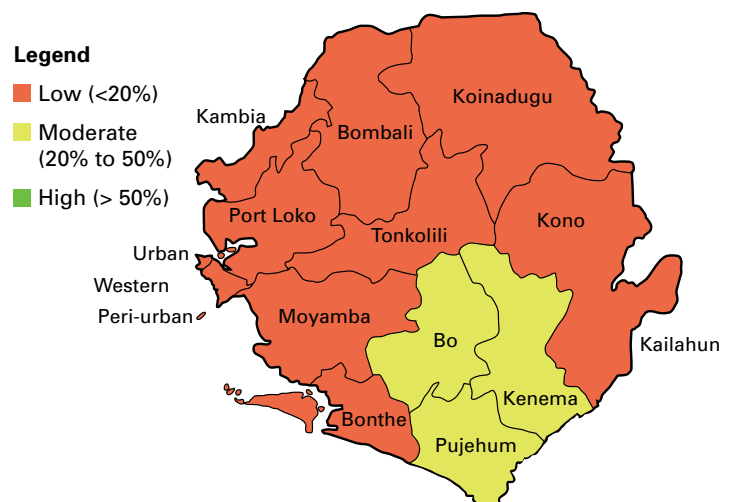 Legend
Low (<20%)
Moderate
(20% to 50%)
High (> 50%)
Koinadugu
Kambia
Bombali
Port Loko
Kono
Tonkolili
Urban
Western
Peri-urban
Moyamba
Bo
Kailahun
Kenema
Bonthe
Pujehum